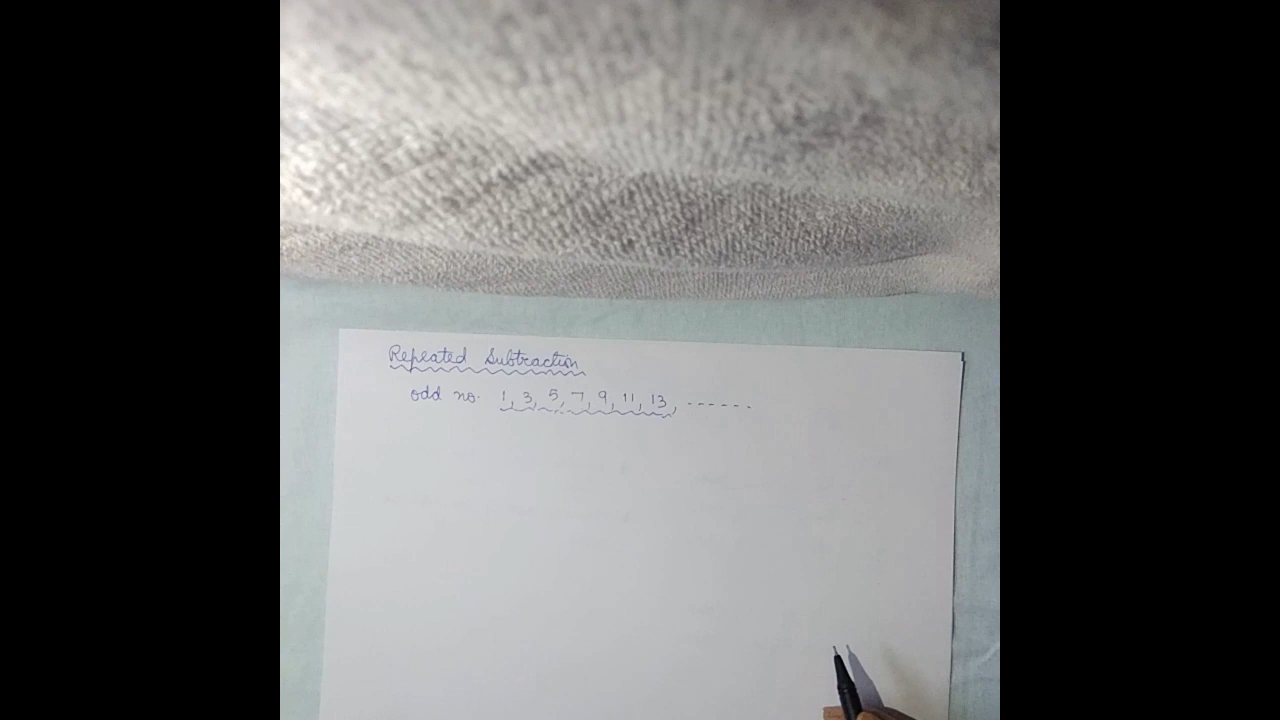 Repeated Subtraction
odd no. 1, 3, 5, 7, 9, 11, 13, - - - - - -